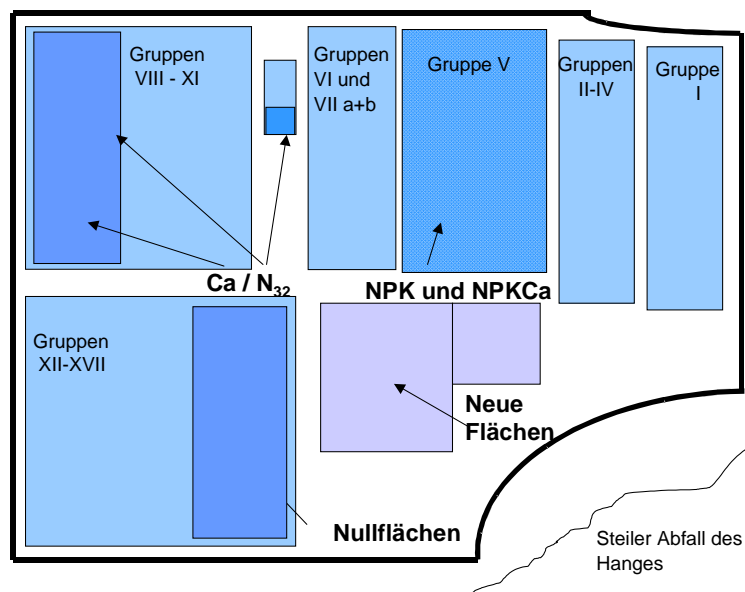 Gruppen
VIII - XI
Gruppen
VI und
VII a+b
Gruppe V
Gruppen
II-IV
Gruppe
I
Ca / N32
NPK und NPKCa
Gruppen
XII-XVII
Neue
Flächen
Nullflächen
Steiler Abfall des
Hanges